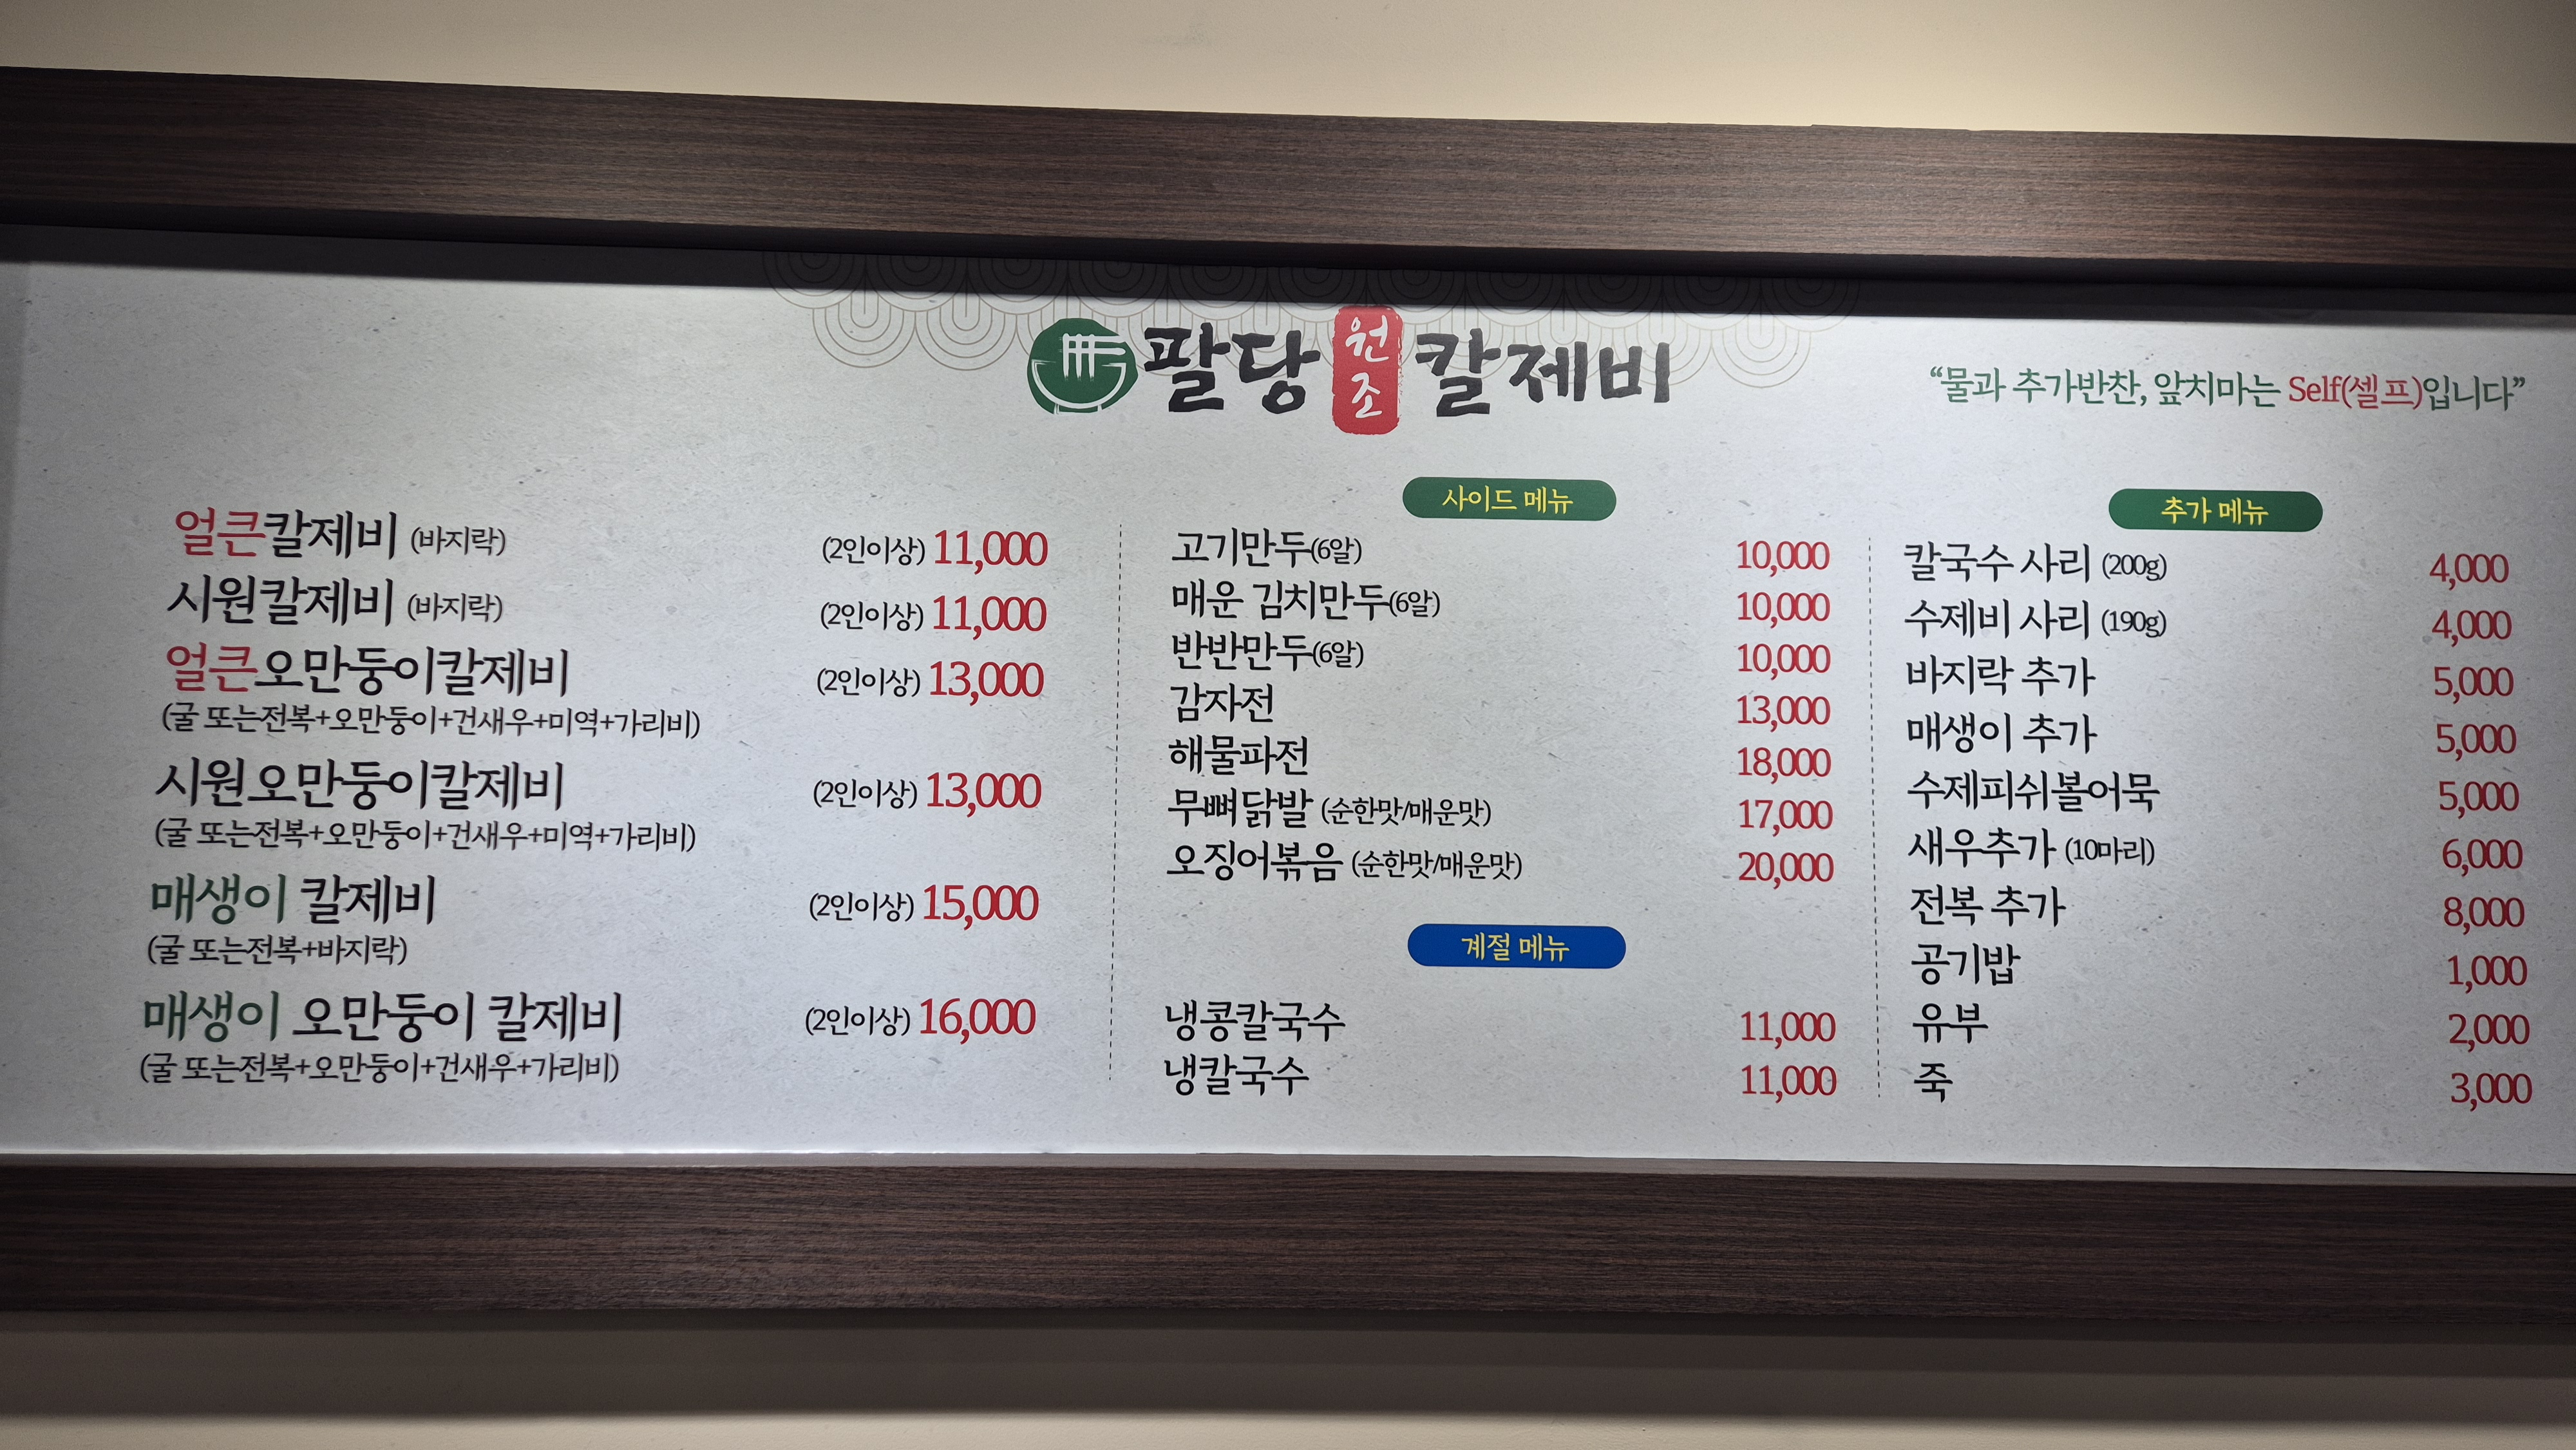 팔당 원조 칼제비
“물과 추가반찬, 앞치마는 Self(셀프)입니다”
얼큰칼제비 (바지락) (2인이상) 11,000
시원칼제비 (바지락) (2인이상) 11,000
얼큰오만둥이칼제비 (2인이상) 13,000
(굴 또는전복+오만둥이+건새우+미역+가리비)
시원오만둥이칼제비 (2인이상) 13,000
(굴 또는전복+오만둥이+건새우+미역+가리비)
매생이 칼제비 (2인이상) 15,000
(굴 또는전복+바지락)
매생이 오만둥이 칼제비 (2인이상) 16,000
(굴 또는전복+오만둥이+건새우+가리비)
사이드 메뉴
고기만두(6알) 10,000
매운 김치만두(6알) 10,000
반반만두(6알) 10,000
감자전 13,000
해물파전 18,000
무뼈닭발 (순한맛/매운맛) 17,000
오징어볶음 (순한맛/매운맛) 20,000
계절 메뉴
냉콩칼국수 11,000
냉칼국수 11,000
추가 메뉴
칼국수 사리 (200g) 4,000
수제비 사리 (190g) 4,000
바지락 추가 5,000
매생이 추가 5,000
수제피쉬볼어묵 5,000
새우추가 (10마리) 6,000
전복 추가 8,000
공기밥 1,000
유부 2,000
죽 3,000